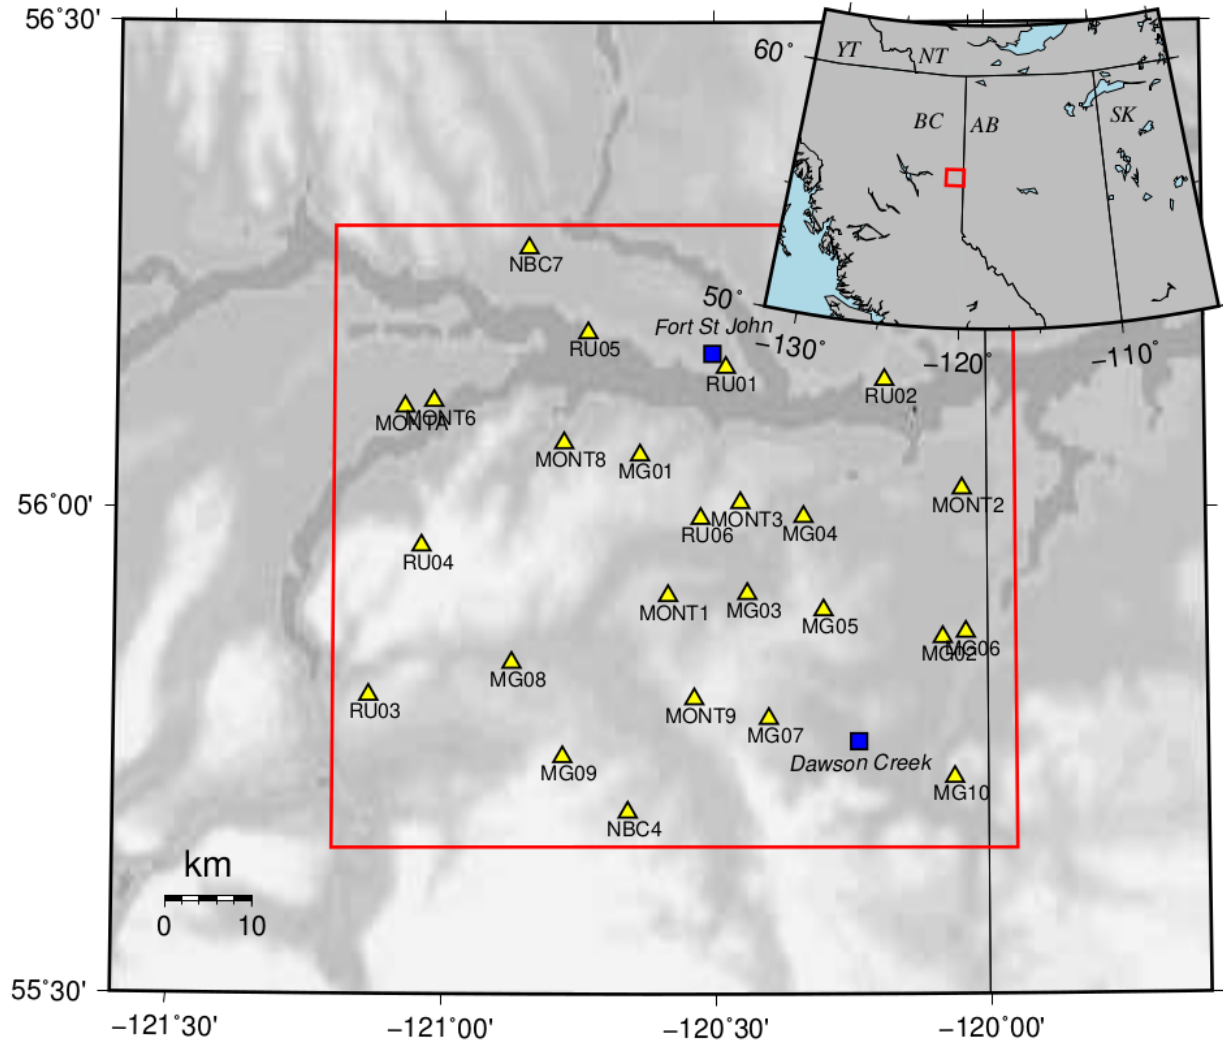 56˚30'
60˚
YT
NT
BC
AB
SK
NBC7
50˚
Fort St John
−130˚
−120˚
−110˚
RU05
RU01
RU02
MONTA
MONT6
MONT8
MG01
MONT2
56˚00'
RU06
MONT3
MG04
RU04
MONT1
MG03
MG05
MG02
MG06
MG08
RU03
MONT9
MG07
Dawson Creek
MG09
MG10
NBC4
km
0
10
55˚30'
−121˚30'
−121˚00'
−120˚30'
−120˚00'